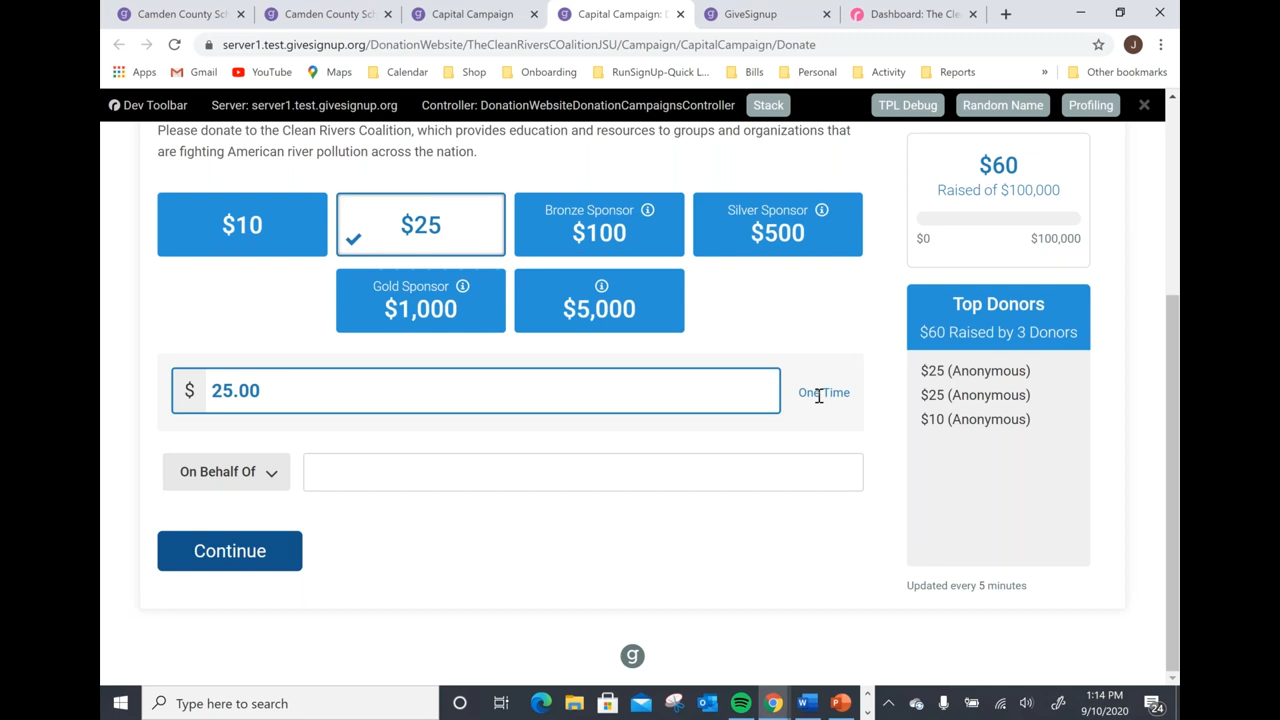 Camden County Sc
Camden County Sc
Capital Campaign
Capital Campaign: D
GiveSignup
Dashboard: The Cle
server1.test.givesignup.org/DonationWebsite/TheCleanRiversCOalitionJSU/Campaign/CapitalCampaign/Donate
J
Apps
Gmail
YouTube
Maps
Calendar
Shop
Onboarding
RunSignUp-Quick L...
Bills
Personal
Activity
Reports
»
Other bookmarks
Dev Toolbar
Server: server1.test.givesignup.org
Controller: DonationWebsiteDonationCampaignsController
Stack
TPL Debug
Random Name
Profiling
Please donate to the Clean Rivers Coalition, which provides education and resources to groups and organizations that
are fighting American river pollution across the nation.
$10
$25
Bronze Sponsor
$100
Silver Sponsor
$500
Gold Sponsor
$1,000
$5,000
$ 25.00
One Time
On Behalf Of
Continue
$60
Raised of $100,000
$0 $100,000
Top Donors
$60 Raised by 3 Donors
$25 (Anonymous)
$25 (Anonymous)
$10 (Anonymous)
Updated every 5 minutes
g
Type here to search
1:14 PM
9/10/2020
24